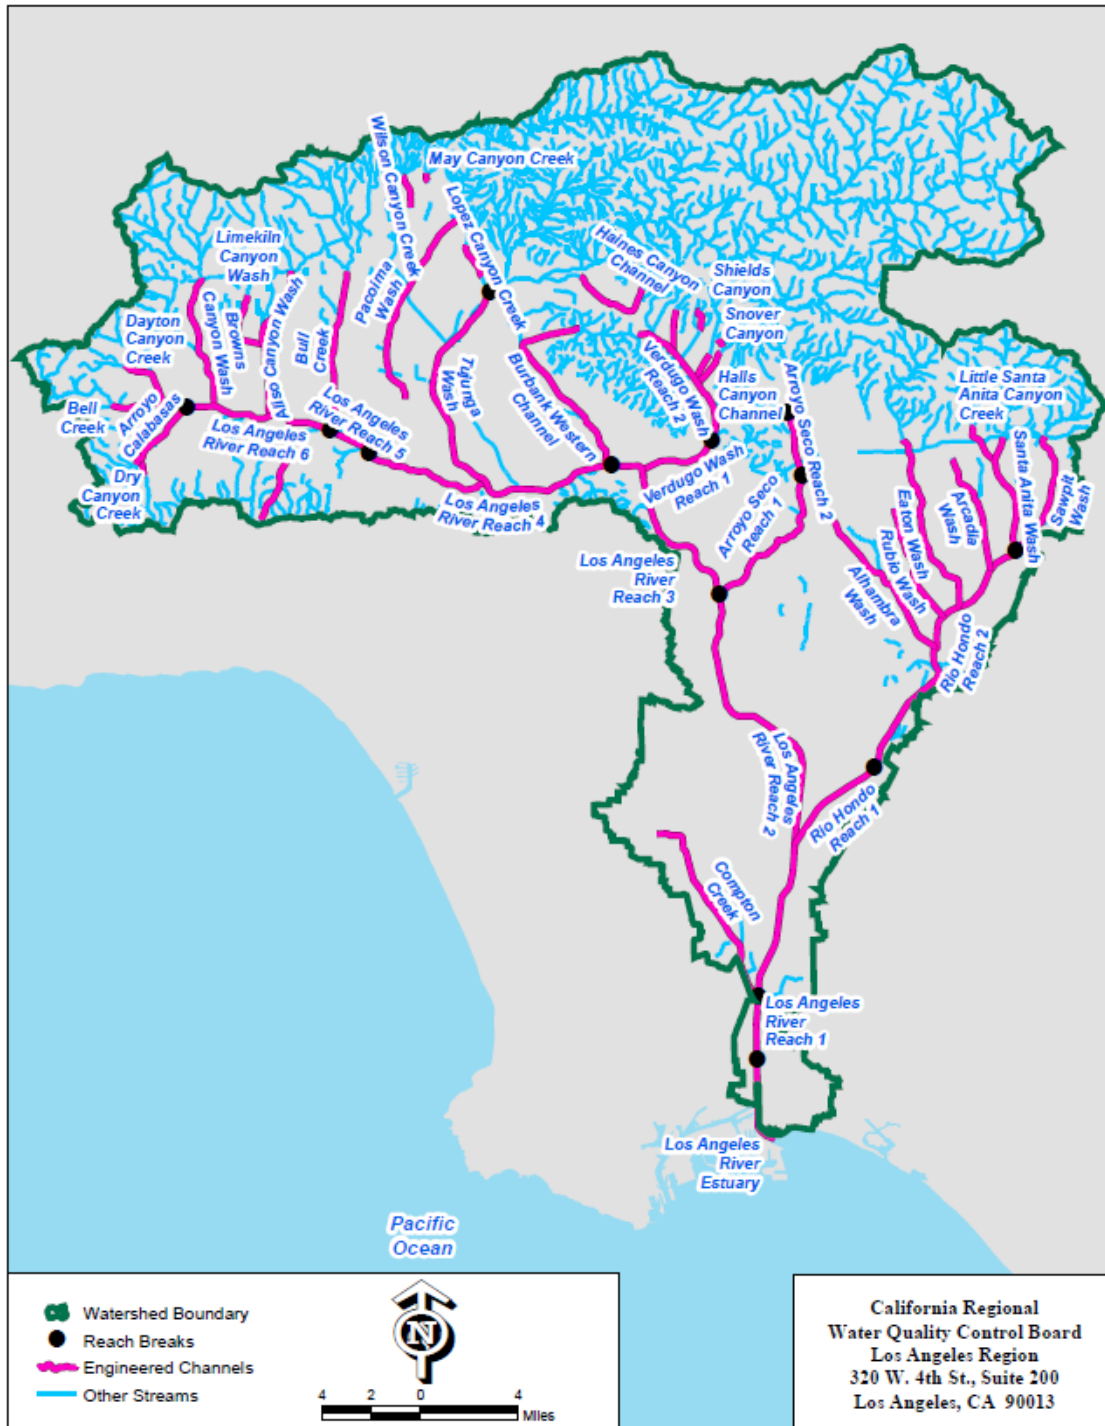 Wilson Canyon Creek
May Canyon Creek
Lopez Canyon Creek
Limekiln
Canyon
Wash
Pacoima
Wash
Haines Canyon
Channel
Shields
Canyon
Snover
Canyon
Dayton
Canyon
Creek
Canyon Wash
Browns
Aliso Canyon Wash
Bull
Creek
Tujunga
Wash
Burbank Western
Channel
Verdugo Wash
Reach 2
Halls
Canyon
Channel
Arroyo Seco Reach 2
Little Santa
Anita Canyon
Creek
Bell
Creek
Arroyo
Calabasas
Los Angeles
River Reach 6
Los Angeles
River Reach 5
Dry
Canyon
Creek
Los Angeles
River Reach 4
Verdugo Wash
Reach 1
Arroyo Seco
Reach 1
Eaton Wash
Rubio Wash
Arcadia
Wash
Santa Anita Wash
Sawpit
Wash
Alhambra
Wash
Los Angeles
River
Reach 3
Rio Hondo
Reach 2
Los Angeles
River Reach 2
Rio Hondo
Reach 1
Compton
Creek
Los Angeles
River
Reach 1
Los Angeles
River
Estuary
Pacific
Ocean
Watershed Boundary
Reach Breaks
Engineered Channels
Other Streams
N
4 2 0 4
Miles
California Regional
Water Quality Control Board
Los Angeles Region
320 W. 4th St., Suite 200
Los Angeles, CA 90013